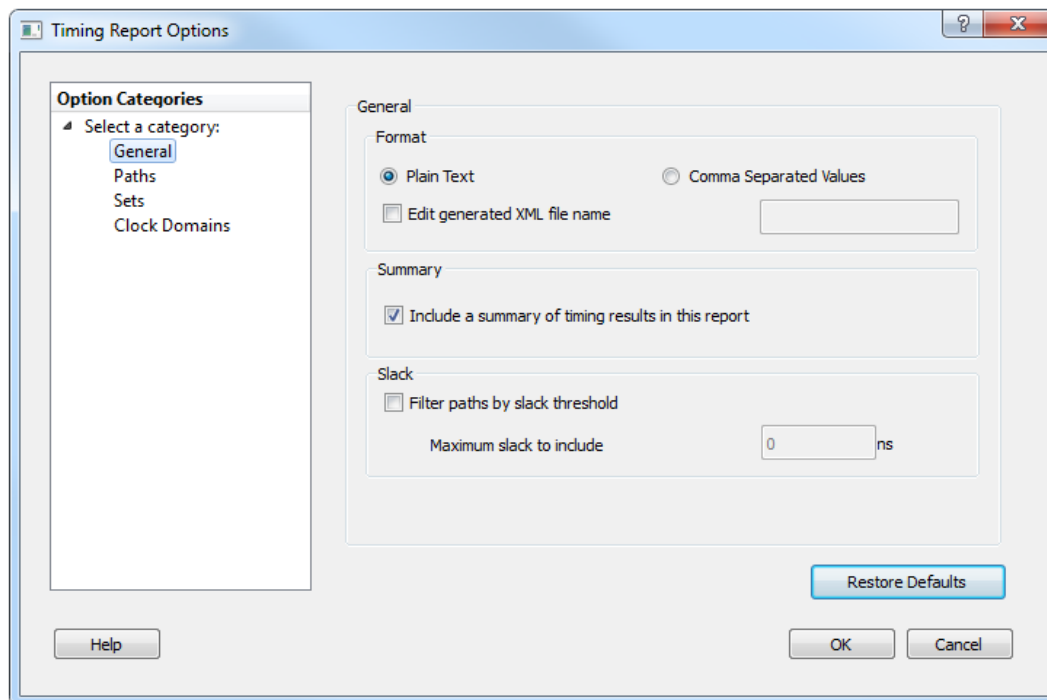 Timing Report Options
Option Categories
Select a category:
General
Paths
Sets
Clock Domains
General
Format
Plain Text
Comma Separated Values
Edit generated XML file name
Summary
Include a summary of timing results in this report
Slack
Filter paths by slack threshold
Maximum slack to include
0
ns
Restore Defaults
Help
OK
Cancel